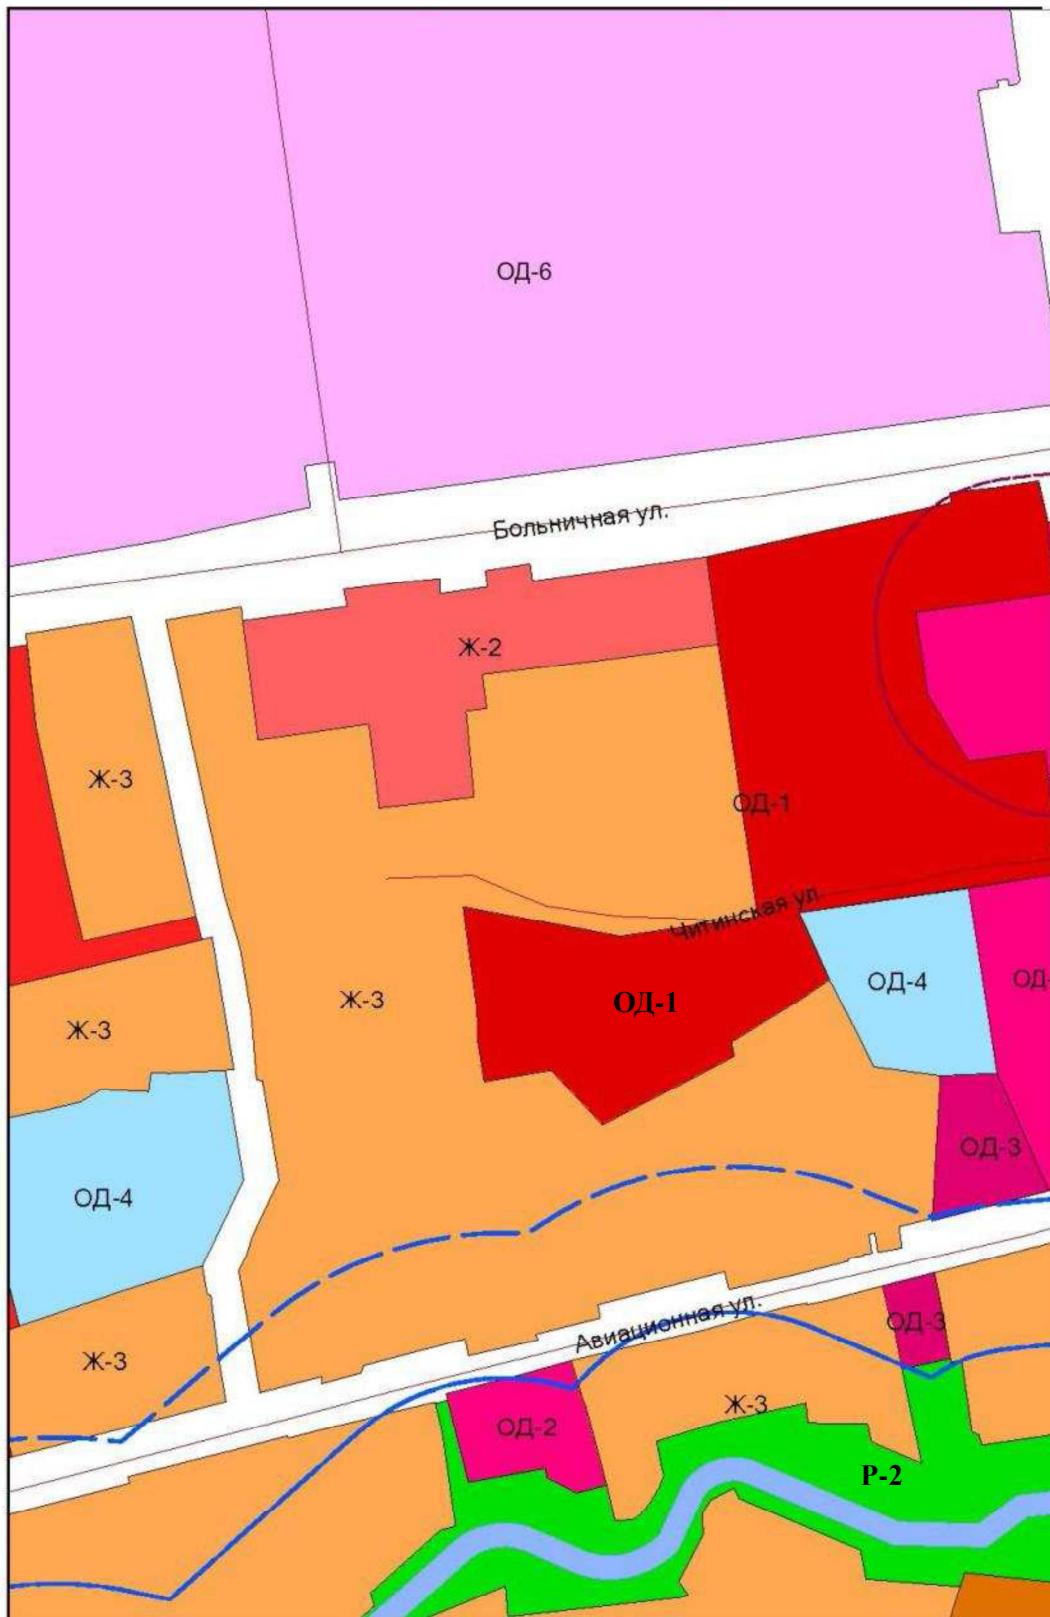 ОД-6
Больничная ул.
Ж-2
Ж-3
ОД-1
Читинская ул.
ОД-4
ОД-
Ж-3
ОД-1
Ж-3
ОД-3
ОД-4
Авиационная ул.
ОД-3
Ж-3
Ж-3
ОД-2
Р-2